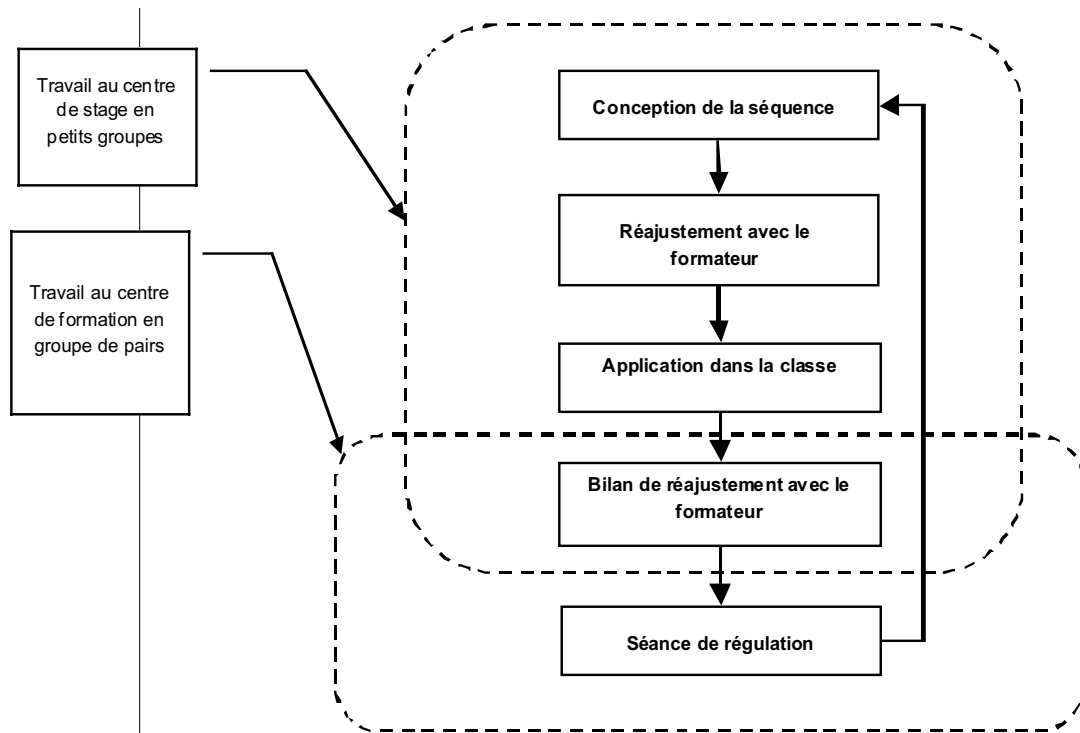 Travail au centre
de stage en
petits groupes
Travail au centre
de formation en
groupe de pairs
Conception de la séquence
Réajustement avec le
formateur
Application dans la classe
Bilan de réajustement avec le
formateur
Séance de régulation